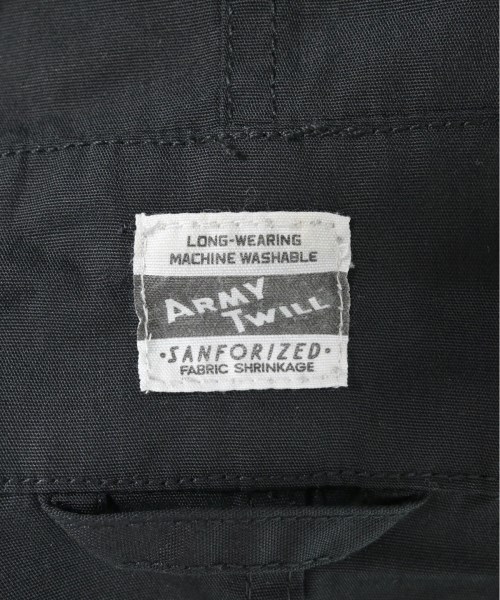 LONG-WEARING
MACHINE WASHABLE
ARMY
TWILL
·SANFORIZED·
FABRIC SHRINKAGE